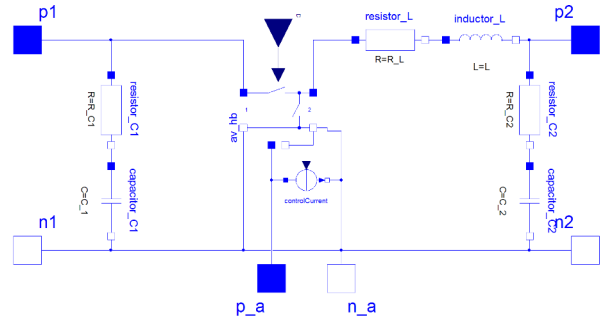 p1
p2
resistor_L
inductor_L
R=R_L
L=L
resistor_C1
R=R_C1
1
2
resistor_C2
R=R_C2
capacitor_C1
C=C_1
controlCurrent
capacitor_C2
C=C_2
n1
n2
p_a
n_a